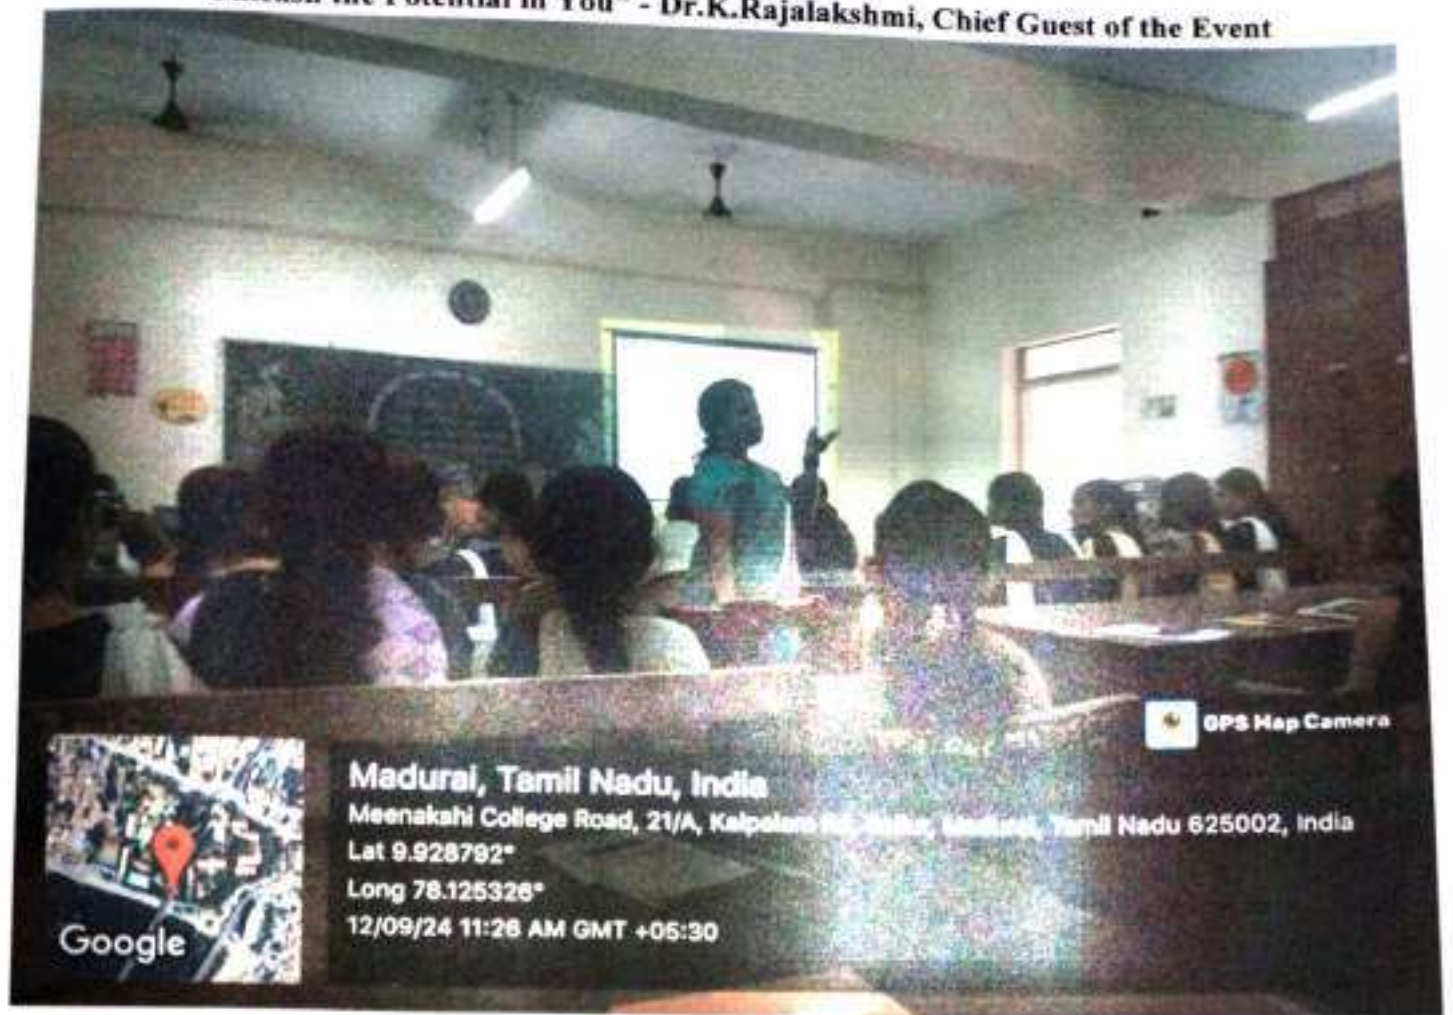 the Potential in You" - Dr.K.Rajalakshmi, Chief Guest of the Event
GPS Map Camera
Madurai, Tamil Nadu, India
Meenakshi College Road, 21/A, Tamil Nadu 625002, India
Lat 9.928792°
Long 78.125326°
12/09/24 11:26 AM GMT +05:30
Google